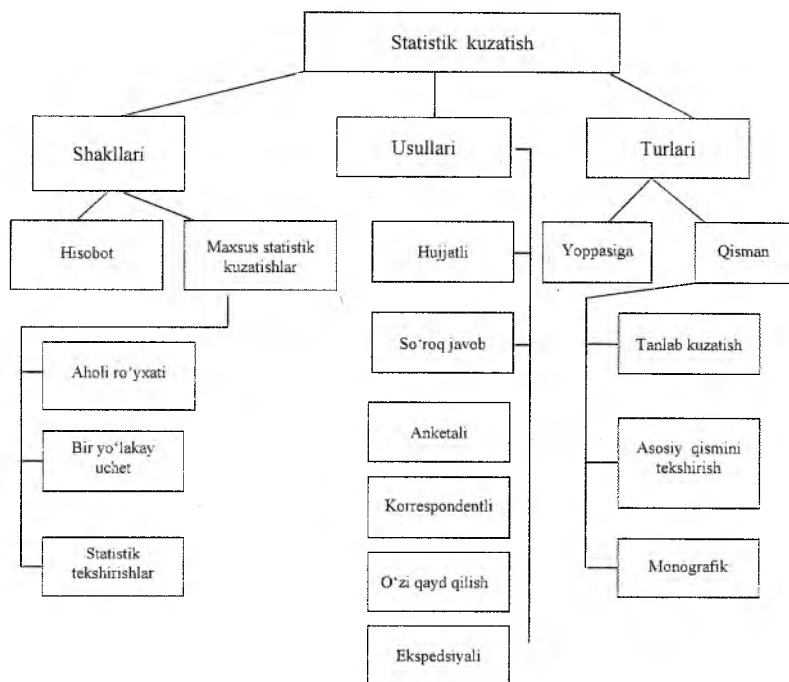 Statistik kuzatish
Shakllari
Usullari
Turlari
Hisobot
Maxsus statistik
kuzatishlar
Hujjatli
Yoppasiga
Qisman
So‘roq javob
Tanlab kuzatish
Aholi ro‘yxati
Anketali
Bir yo‘lakay
uchet
Asosiy qismini
tekshirish
Korrespondentli
Statistik
tekshirishlar
O‘zi qayd qilish
Monografik
Ekspedsiyali